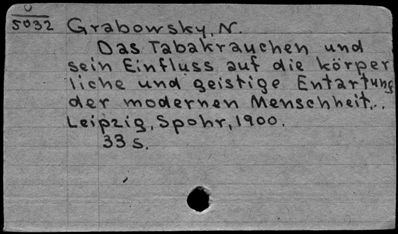 O
5032 Grabowsky, N.
Das Tabakrauchen und
sein Einfluss auf die körper
liche und geistige Entartung
der modernen Menschheit..
Leipzig, Spohr, 1900.
33 S.